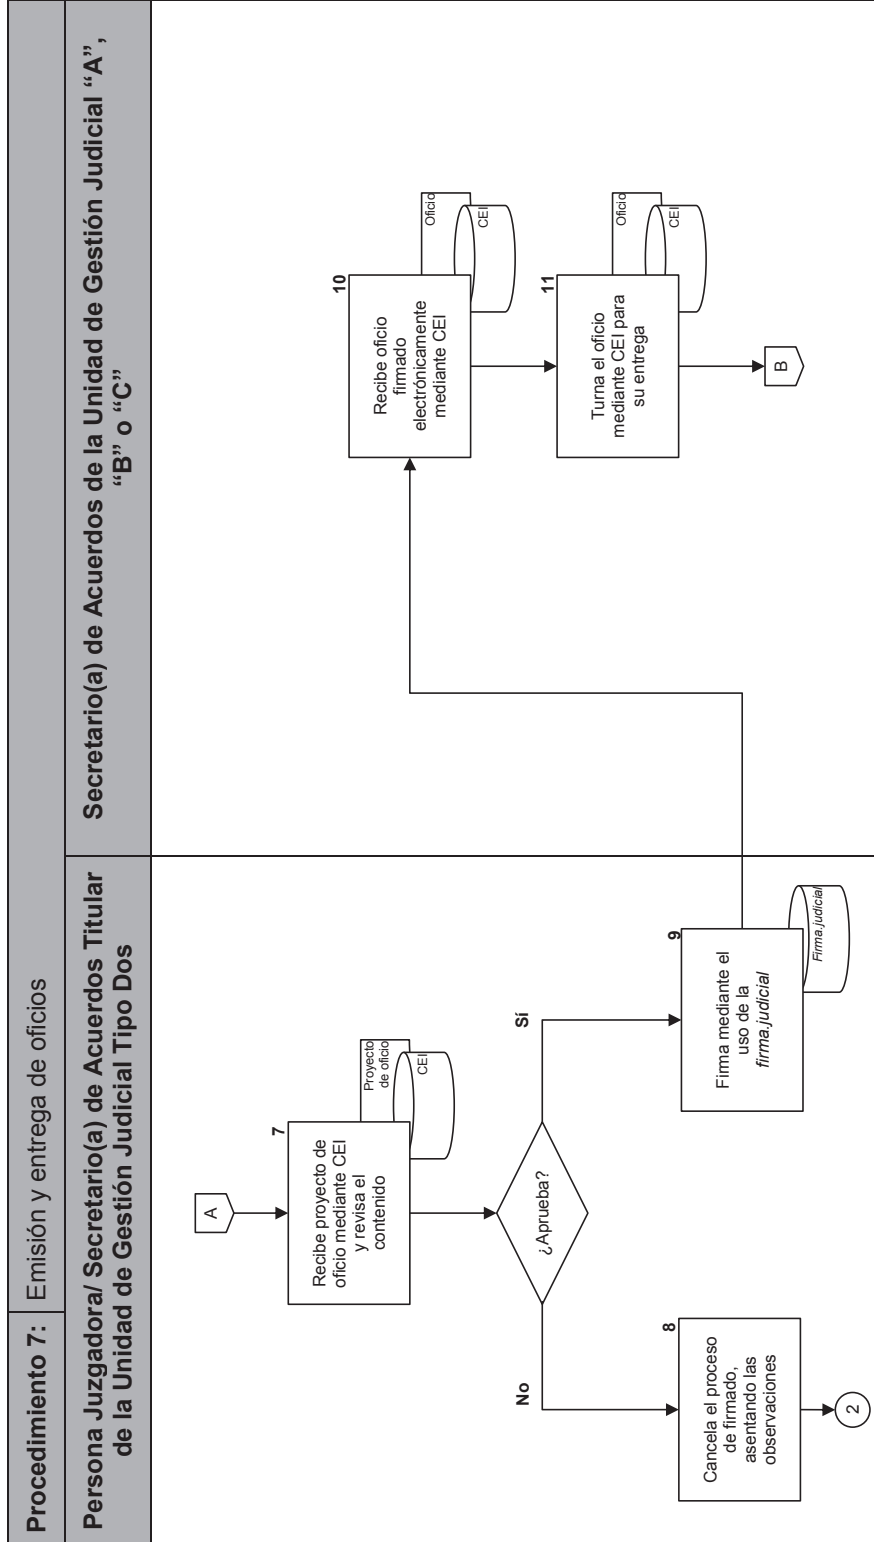 Procedimiento 7: Emisión y entrega de oficios
Persona Juzgadora/ Secretario(a) de Acuerdos Titular
de la Unidad de Gestión Judicial Tipo Dos
Secretario(a) de Acuerdos de la Unidad de Gestión Judicial “A”,
“B” o “C”
A
7
Recibe proyecto de
oficio mediante CEI
y revisa el
contenido
Proyecto
de oficio
CEI
¿Aprueba?
No
Sí
8
Cancela el proceso
de firmado,
asentando las
observaciones
2
9
Firma mediante el
uso de la
firma.judicial
Firma.judicial
10
Recibe oficio
firmado
electrónicamente
mediante CEI
Oficio
CEI
11
Turna el oficio
mediante CEI para
su entrega
Oficio
CEI
B